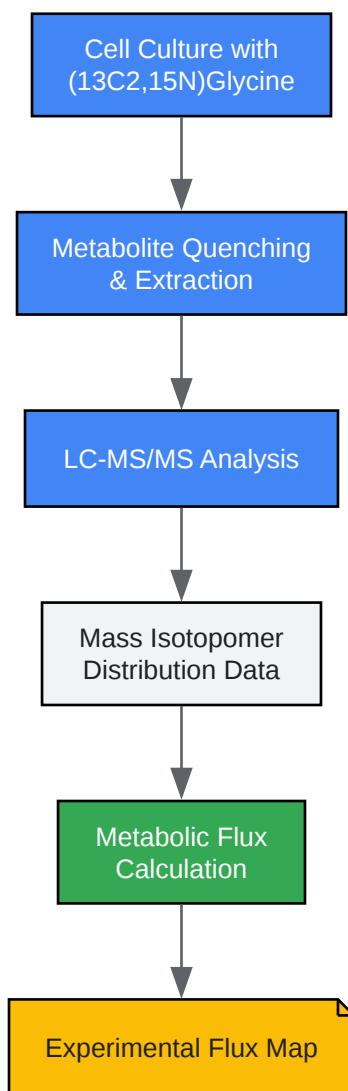 Cell Culture with
(13C2,15N)Glycine
Metabolite Quenching
& Extraction
LC-MS/MS Analysis
Mass Isotopomer
Distribution Data
Metabolic Flux
Calculation
Experimental Flux Map